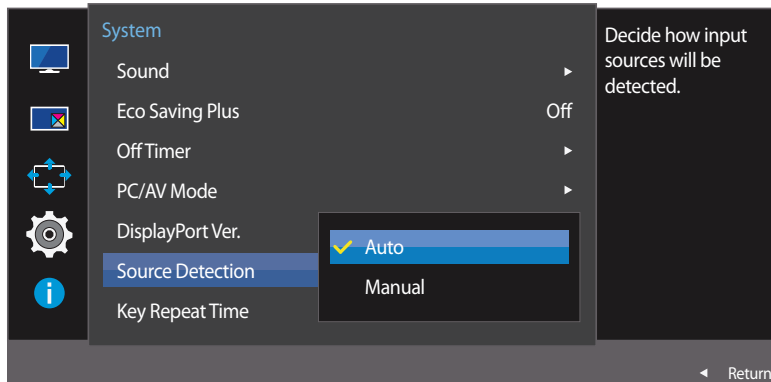 System
Sound
Eco Saving Plus Off
Off Timer
PC/AV Mode
DisplayPort Ver.
Source Detection
Key Repeat Time
Auto
Manual
Decide how input
sources will be
detected.
Return